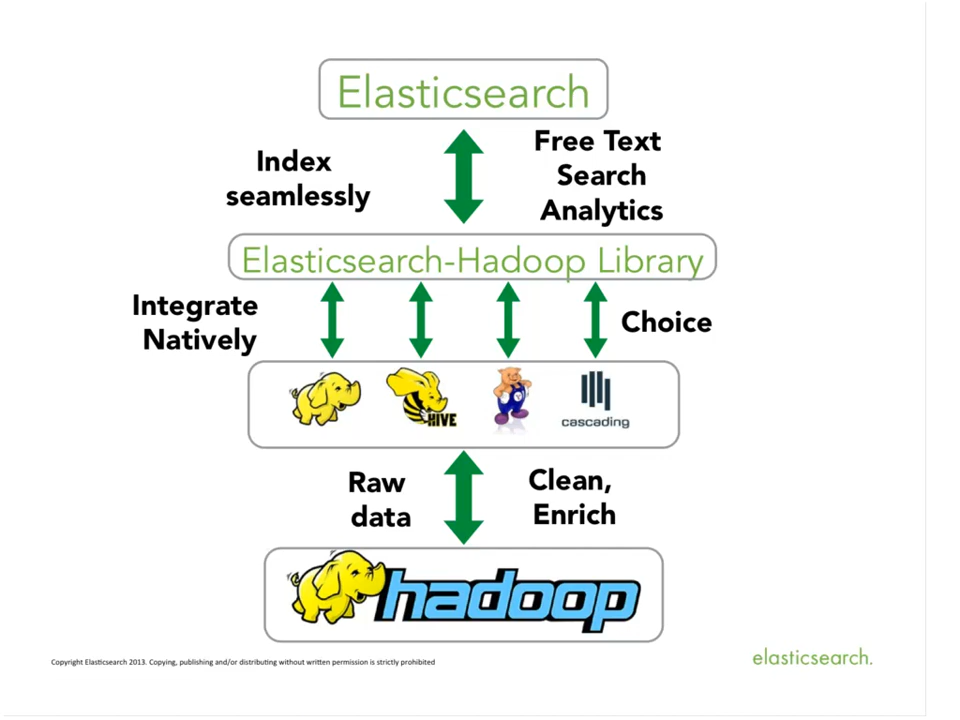 Elasticsearch
Index
seamlessly
Free Text
Search
Analytics
Elasticsearch-Hadoop Library
Integrate
Natively
Choice
HIVE
cascading
Raw
data
Clean,
Enrich
hadoop
Copyright Elasticsearch 2013. Copying, publishing and/or distributing without written permission is strictly prohibited
elasticsearch.